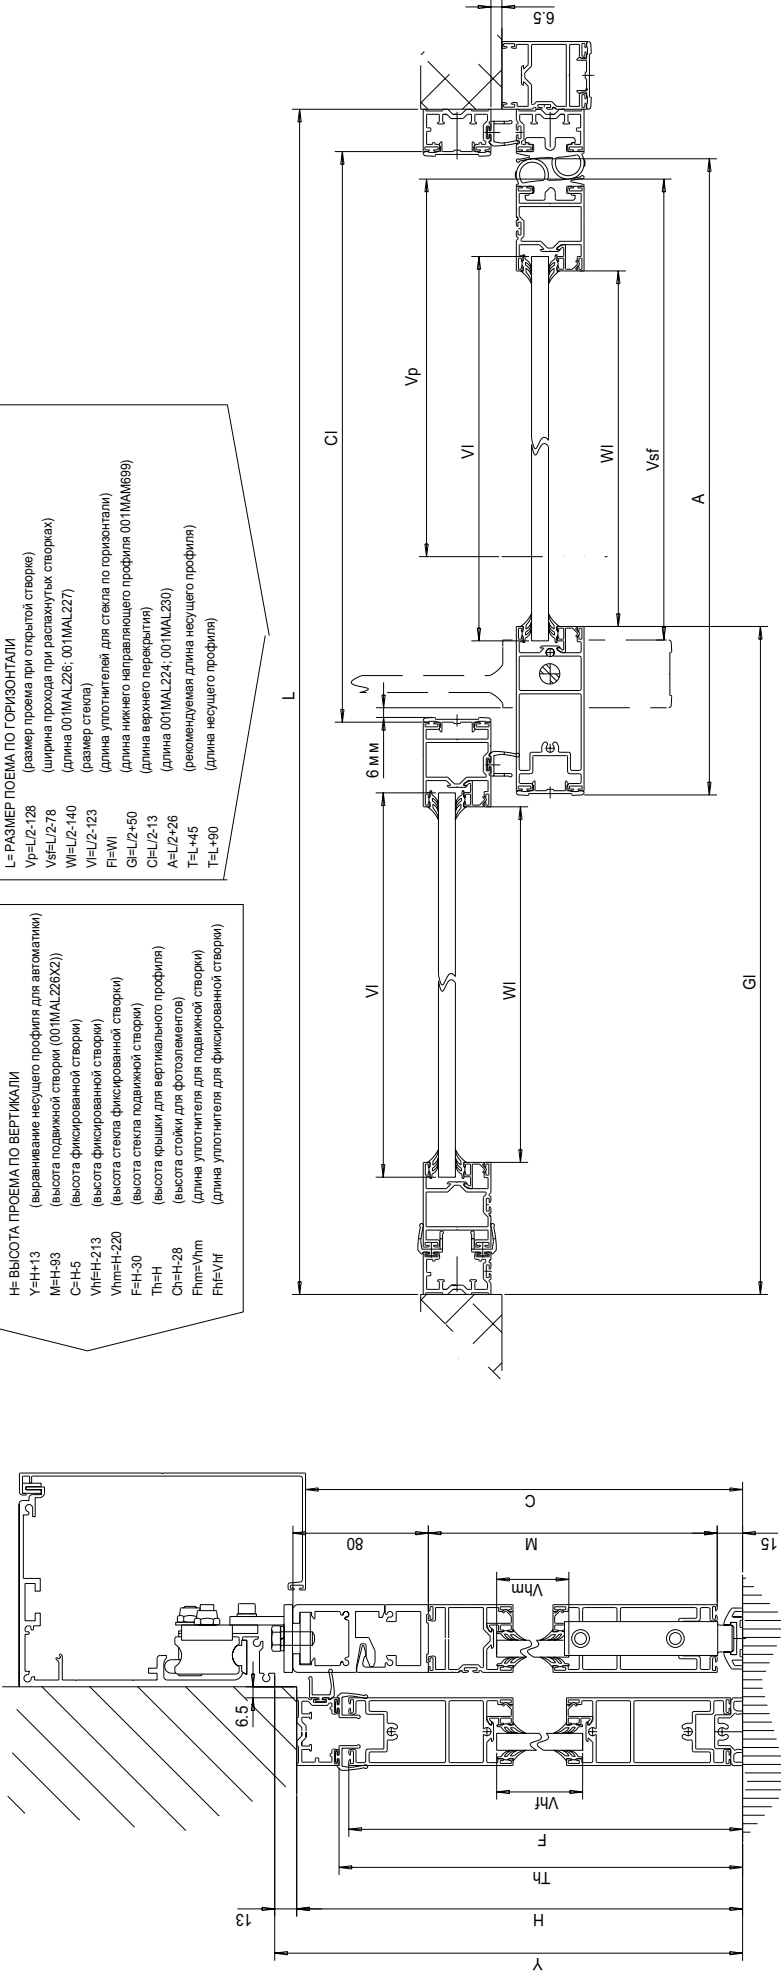 H= ВЫСОТА ПРОЕМА ПО ВЕРТИКАЛИ
Y=H+13 (выравнивание несущего профиля для автоматики)
M=H-93 (высота подвижной створки (001MAL226X2))
C=H-5 (высота фиксированной створки)
Vhf=H-213 (высота фиксированной створки)
Vhm=H-220 (высота стекла фиксированной створки)
F=H-30 (высота стекла подвижной створки)
Th=H (высота крышки для вертикального профиля)
Ch=H-28 (высота стойки для фотоэлементов)
Fhm=Vhm (длина уплотнителя для подвижной створки)
Fhf=Vhf (длина уплотнителя для фиксированной створки)
L= РАЗМЕР ПОЕМА ПО ГОРИЗОНТАЛИ
Vp=L/2-128 (размер проема при открытой створке)
Vsf=L/2-78 (ширина прохода при распахнутых створках)
Wl=L/2-140 (длина 001MAL226; 001MAL227)
Vl=L/2-123 (размер стекла)
Fl=Wl (длина уплотнителей для стекла по горизонтали)
Gl=L/2+50 (длина нижнего направляющего профиля 001MAM699)
Cl=L/2-13 (длина верхнего перекрытия)
A=L/2+26 (длина 001MAL224; 001MAL230)
T=L+45 (рекомендуемая длина несущего профиля)
T=L+90 (длина несущего профиля)
L
Cl
Vp
Vl
Wl
Vsf
A
6 мм
6.5
Vl
Wl
Gl
6.5
C
80
M
15
Vhm
Vhf
F
Th
13
H
Y